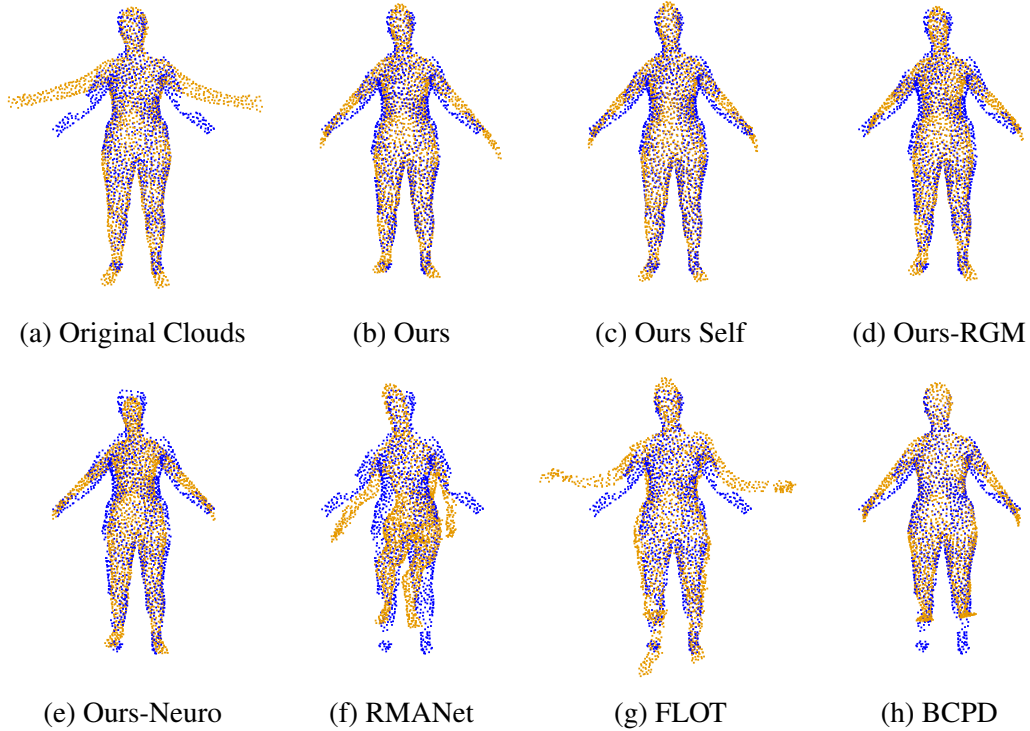 (a) Original Clouds
(b) Ours
(c) Ours Self
(d) Ours-RGM
(e) Ours-Neuro
(f) RMANet
(g) FLOT
(h) BCPD